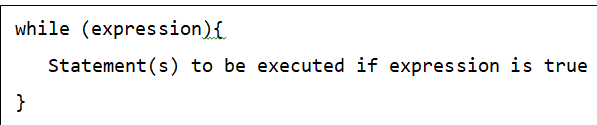 while (expression){
Statement(s) to be executed if expression is true
}